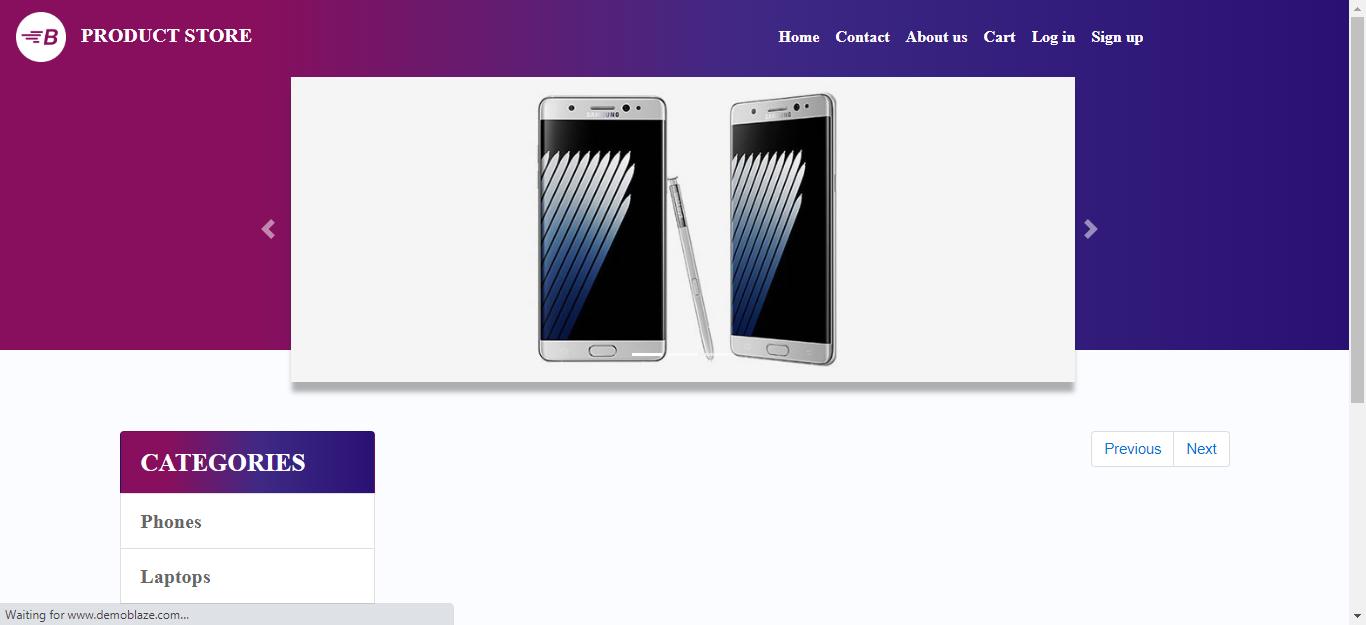 B PRODUCT STORE
Home Contact About us Cart Log in Sign up
SAMSUNG SAMSUNG
CATEGORIES
Previous Next
Phones
Laptops
Waiting for www.demoblaze.com...